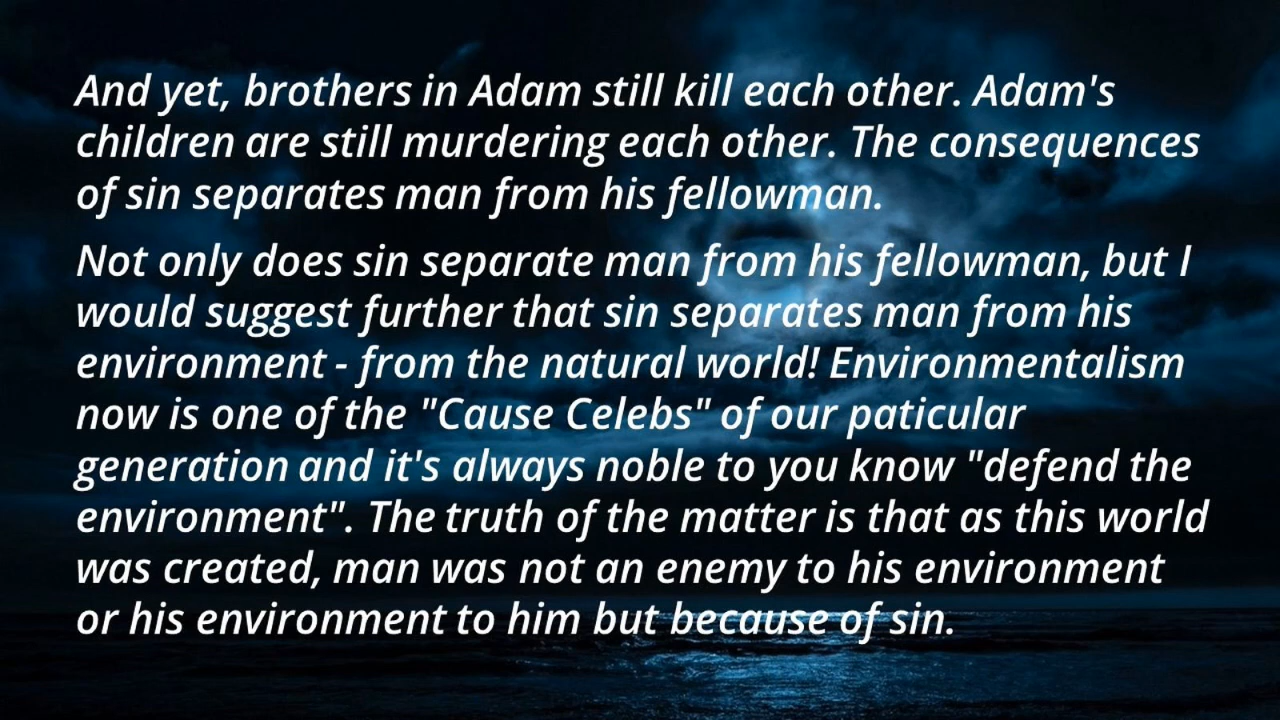 And yet, brothers in Adam still kill each other. Adam's
children are still murdering each other. The consequences
of sin separates man from his fellowman.
Not only does sin separate man from his fellowman, but I
would suggest further that sin separates man from his
environment - from the natural world! Environmentalism
now is one of the "Cause Celebs" of our paticular
generation and it's always noble to you know "defend the
environment". The truth of the matter is that as this world
was created, man was not an enemy to his environment
or his environment to him but because of sin.